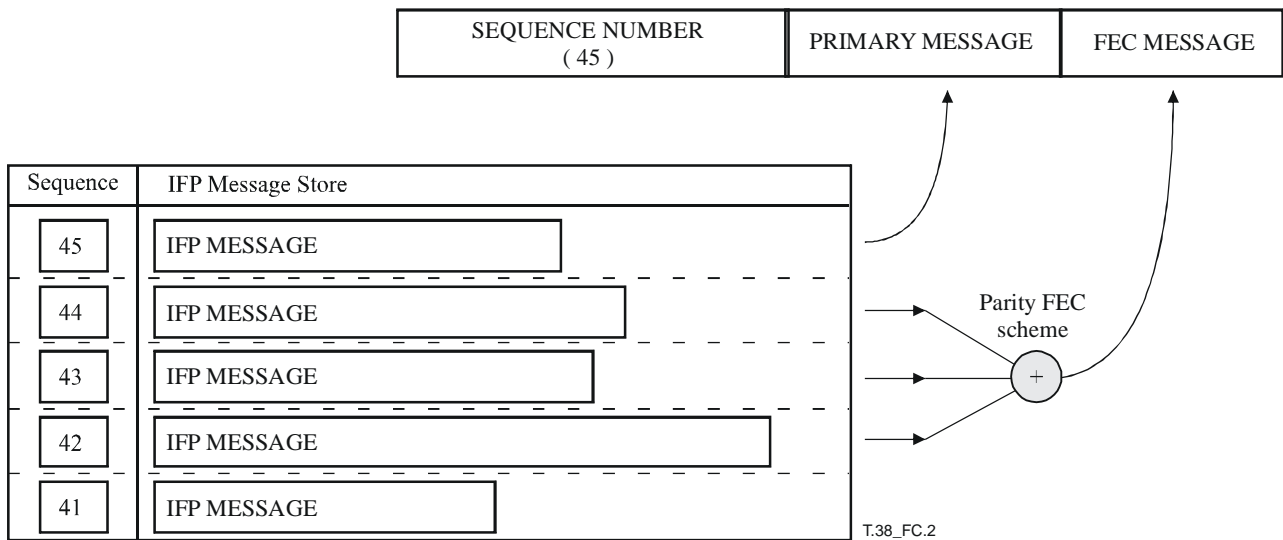 SEQUENCE NUMBER
( 45 )
PRIMARY MESSAGE
FEC MESSAGE
Sequence
IFP Message Store
45
IFP MESSAGE
44
IFP MESSAGE
43
IFP MESSAGE
42
IFP MESSAGE
41
IFP MESSAGE
Parity FEC
scheme
+
T.38_FC.2